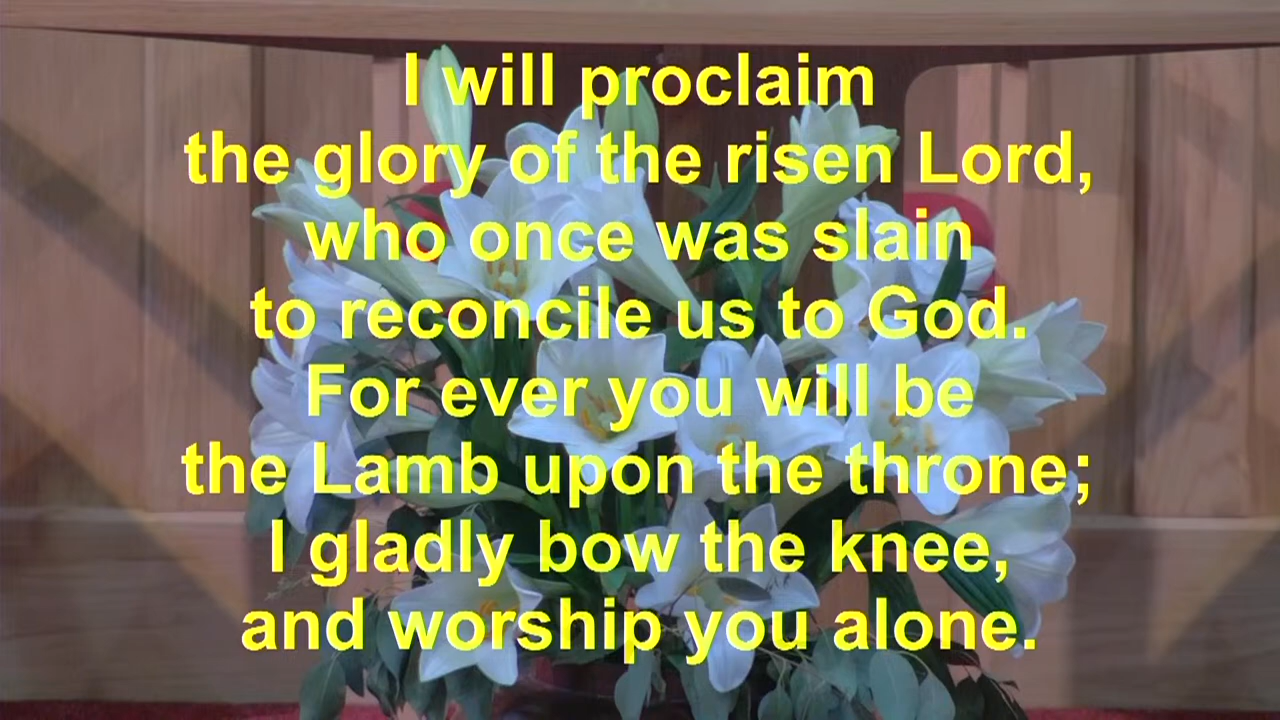 I will proclaim
the glory of the risen Lord,
who once was slain
to reconcile us to God.
For ever you will be
the Lamb upon the throne;
I gladly bow the knee,
and worship you alone.